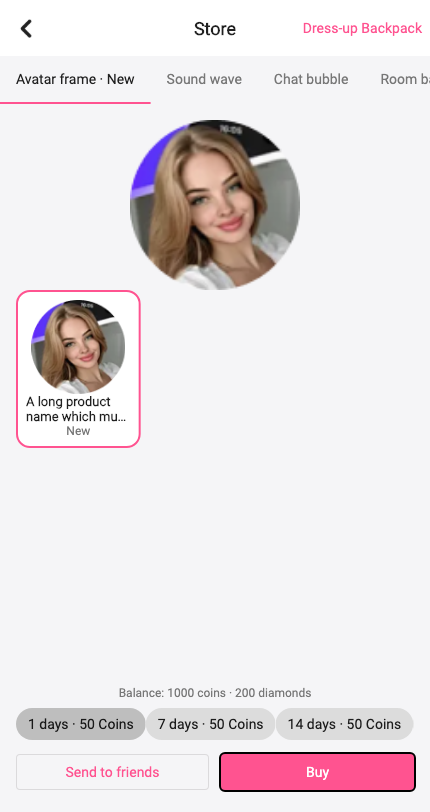 Store
Dress-up Backpack
Avatar frame · New
Sound wave
Chat bubble
Room ba
16:05
A long product
name which mu...
New
Balance: 1000 coins · 200 diamonds
1 days · 50 Coins
7 days · 50 Coins
14 days · 50 Coins
Send to friends
Buy